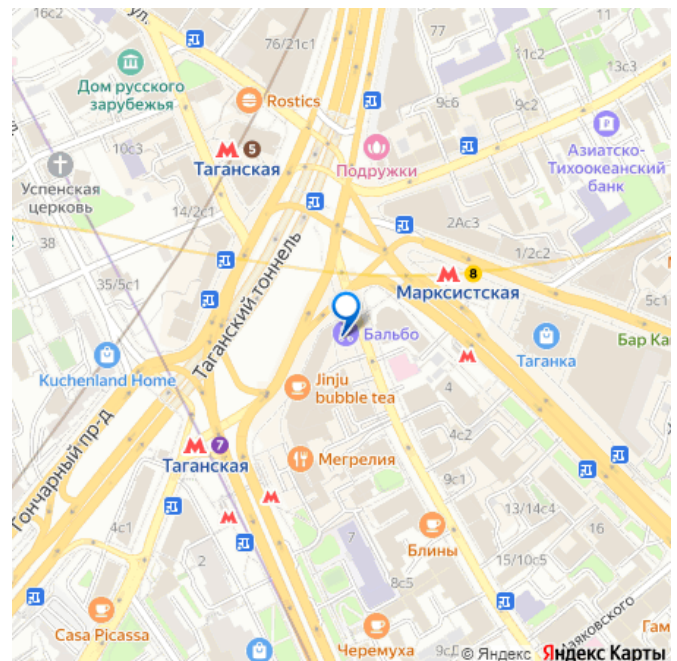 16с2
ул.
76/21с1
77
11с2
13с3
Дом русского
зарубежья
Rostics
9с6
9с2
Азиатско-
Тихоокеанский
банк
10с3
М 5
Таганская
Подружки
Успенская
церковь
14/2с1
38
2Ас3
1/2с2
35/5с1
Таганский тоннель
М 8
Марксистская
5с1
Бальбо
Таганка
Бар Ка
Kuchenland Home
Jinju
bubble tea
4
Гончарный пр-д
М 7
Таганская
4с2
Мегрелия
9с1
13/14с4
4с1
16
Блины
2
7
15/10с5
8с5
Маяковского
Casa Picassa
Черемуха
Гам
© Яндекс Яндекс Карты